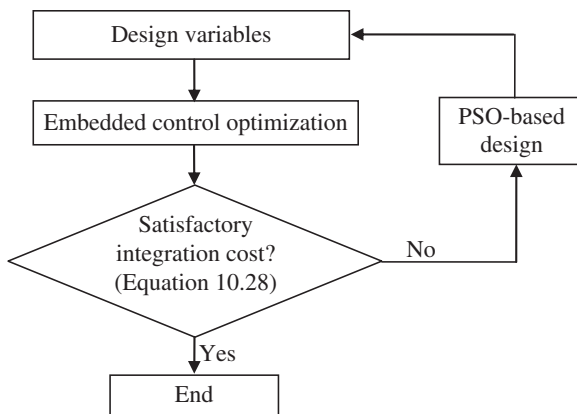 Design variables
Embedded control optimization
PSO-based
design
Satisfactory
integration cost?
(Equation 10.28)
No
Yes
End